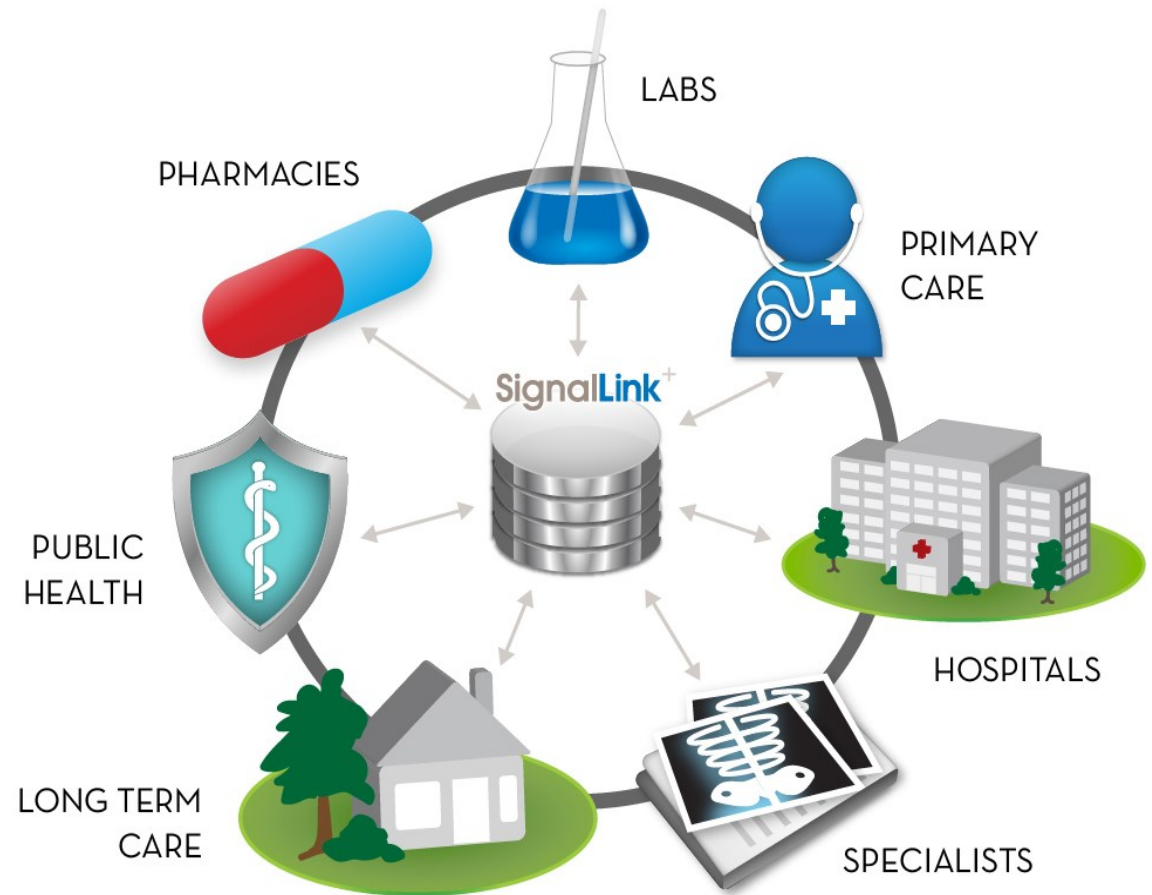 LABS
PHARMACIES
PRIMARY
CARE
SignalLink+
PUBLIC
HEALTH
HOSPITALS
LONG TERM
CARE
SPECIALISTS